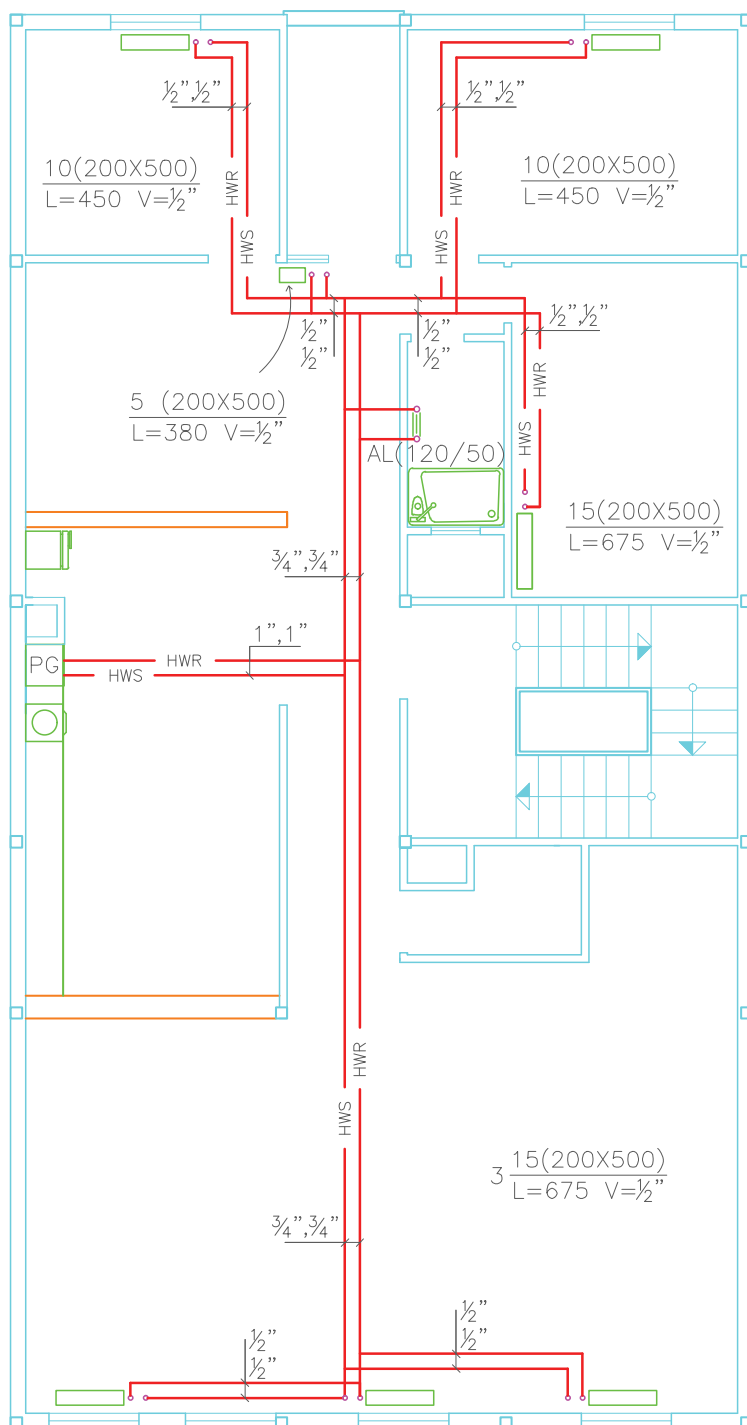 ½”,½”
½”,½”
10(200X500)
L=450 V=½”
10(200X500)
L=450 V=½”
HWR
HWR
HWS
HWS
½”
½”
½”
½”
½”,½”
HWR
5 (200X500)
L=380 V=½”
HWS
AL(120/50)
15(200X500)
L=675 V=½”
¾”,¾”
1”,1”
PG
HWR
HWS
HWR
HWS
3 15(200X500)
L=675 V=½”
¾”,¾”
½”
½”
½”
½”